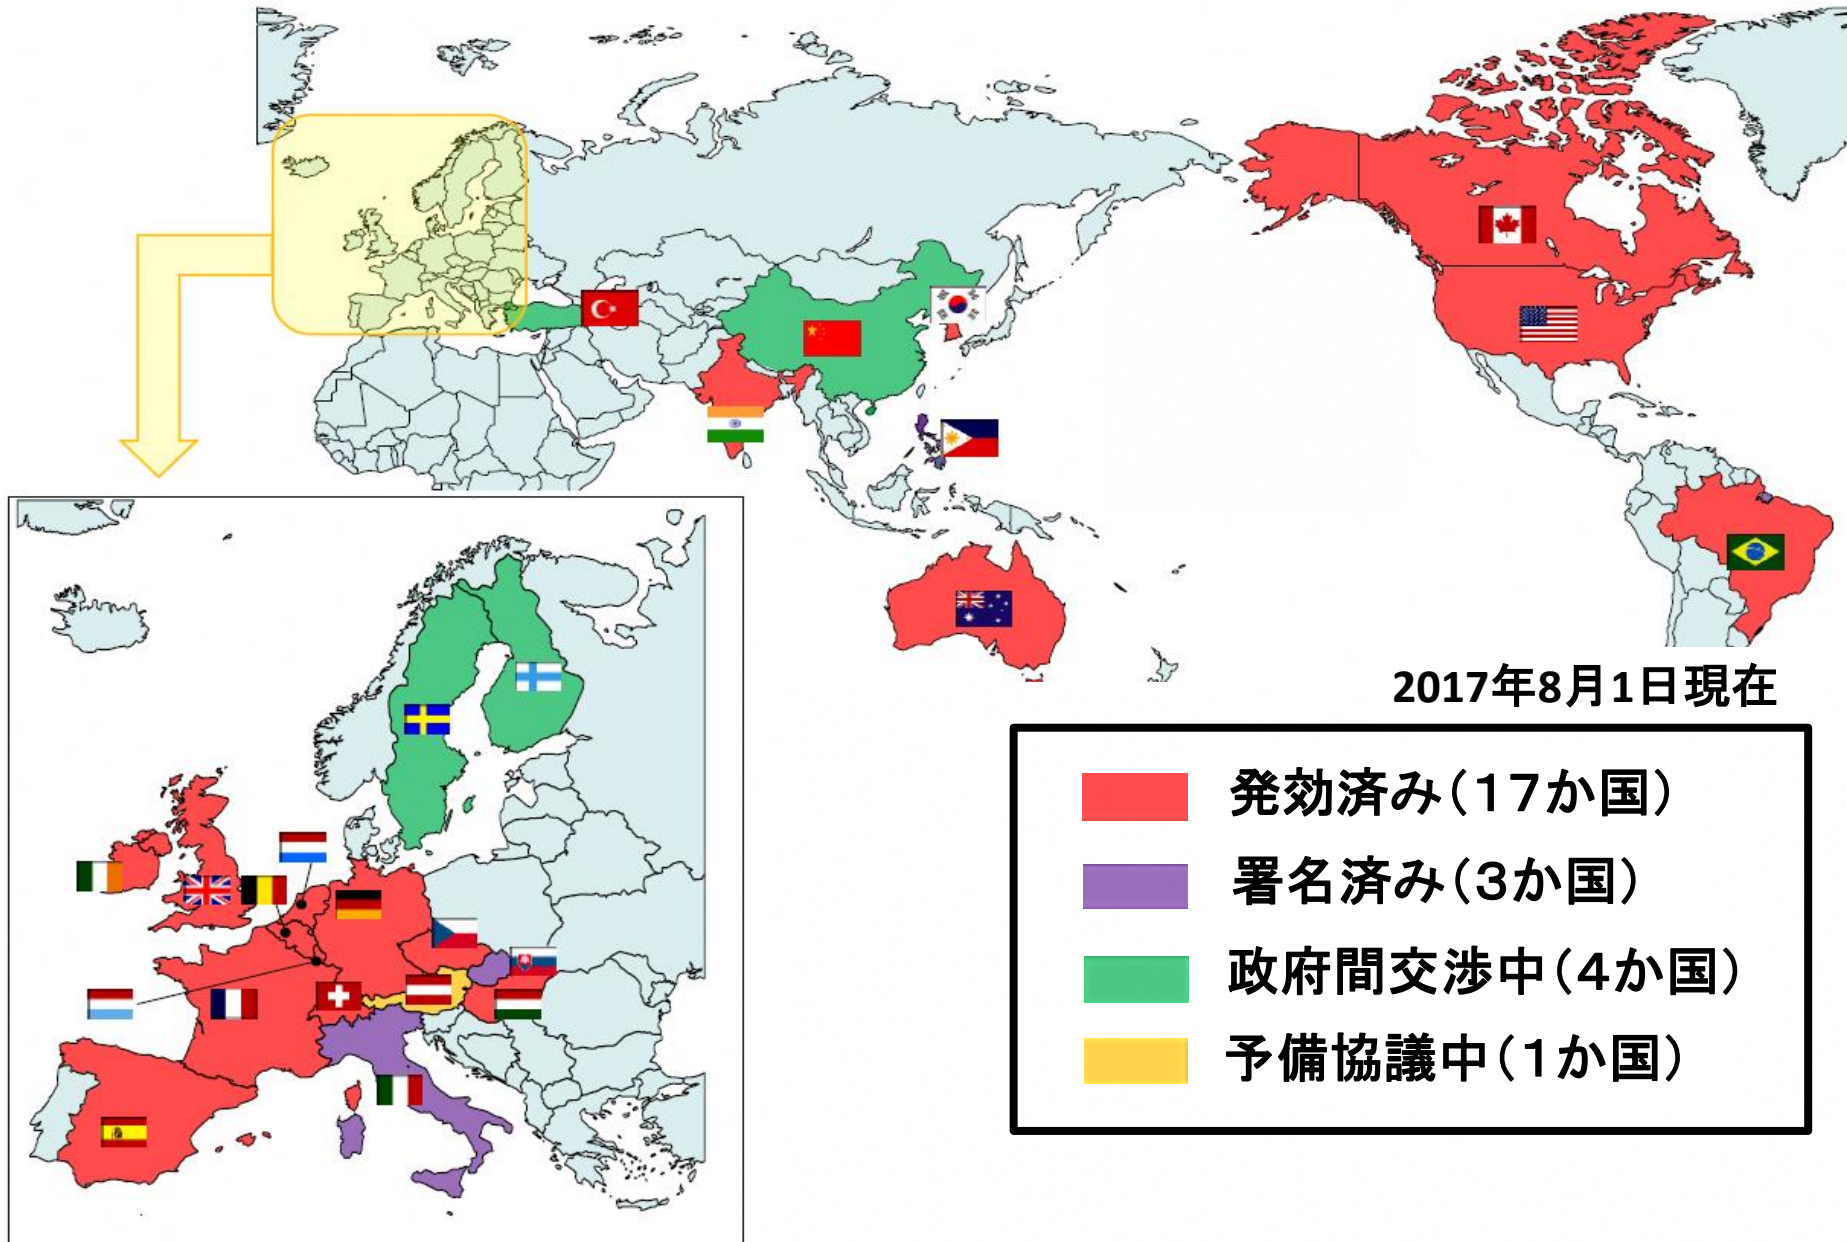 2017年8月1日現在
発効済み（１７か国）
署名済み（３か国）
政府間交渉中（４か国）
予備協議中（１か国）